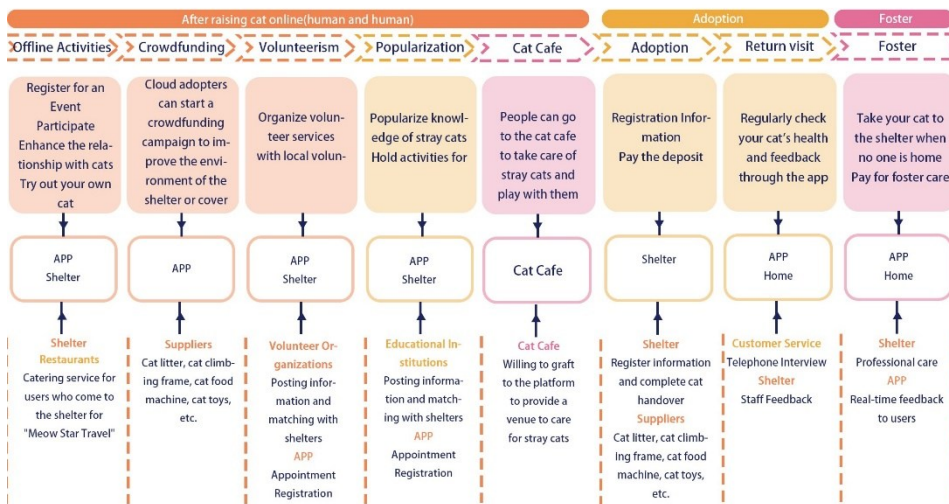 After raising cat online(human and human)
Adoption
Foster
Offline Activities
Crowdfunding
Volunteerism
Popularization
Cat Cafe
Adoption
Return visit
Foster
Register for an
Event
Participate
Enhance the rela-
tionship with cats
Try out your own
cat
Cloud adopters
can start a
crowdfunding
campaign to im-
prove the envi-
ronment of the
shelter or cover
Organize volun-
teer services
with local volun-
Popularize knowl-
edge of stray cats
Hold activities for
People can go
to the cat cafe
to take care of
stray cats and
play with them
Registration Infor-
mation
Pay the deposit
Regularly check
your cat's health
and feedback
through the app
Take your cat to
the shelter when
no one is home
Pay for foster care
APP
Shelter
APP
APP
Shelter
APP
Shelter
Cat Cafe
Shelter
APP
Home
APP
Home
Shelter
Restaurants
Catering service for
users who come
to the shelter for
"Meow Star Travel"
Suppliers
Cat litter, cat climb-
ing frame, cat food
machine, cat toys,
etc.
Volunteer Or-
ganizations
Posting infor-
mation and
matching with
shelters
APP
Appointment
Registration
Educational In-
stitutions
Posting informa-
tion and match-
ing with shelters
APP
Appointment
Registration
Cat Cafe
Willing to graft
to the platform
to provide a
venue to care
for stray cats
Shelter
Register information
and complete cat
handover
Suppliers
Cat litter, cat climb-
ing frame, cat food
machine, cat toys,
etc.
Customer Service
Telephone Interview
Shelter
Staff Feedback
Shelter
Professional care
APP
Real-time feedback
to users